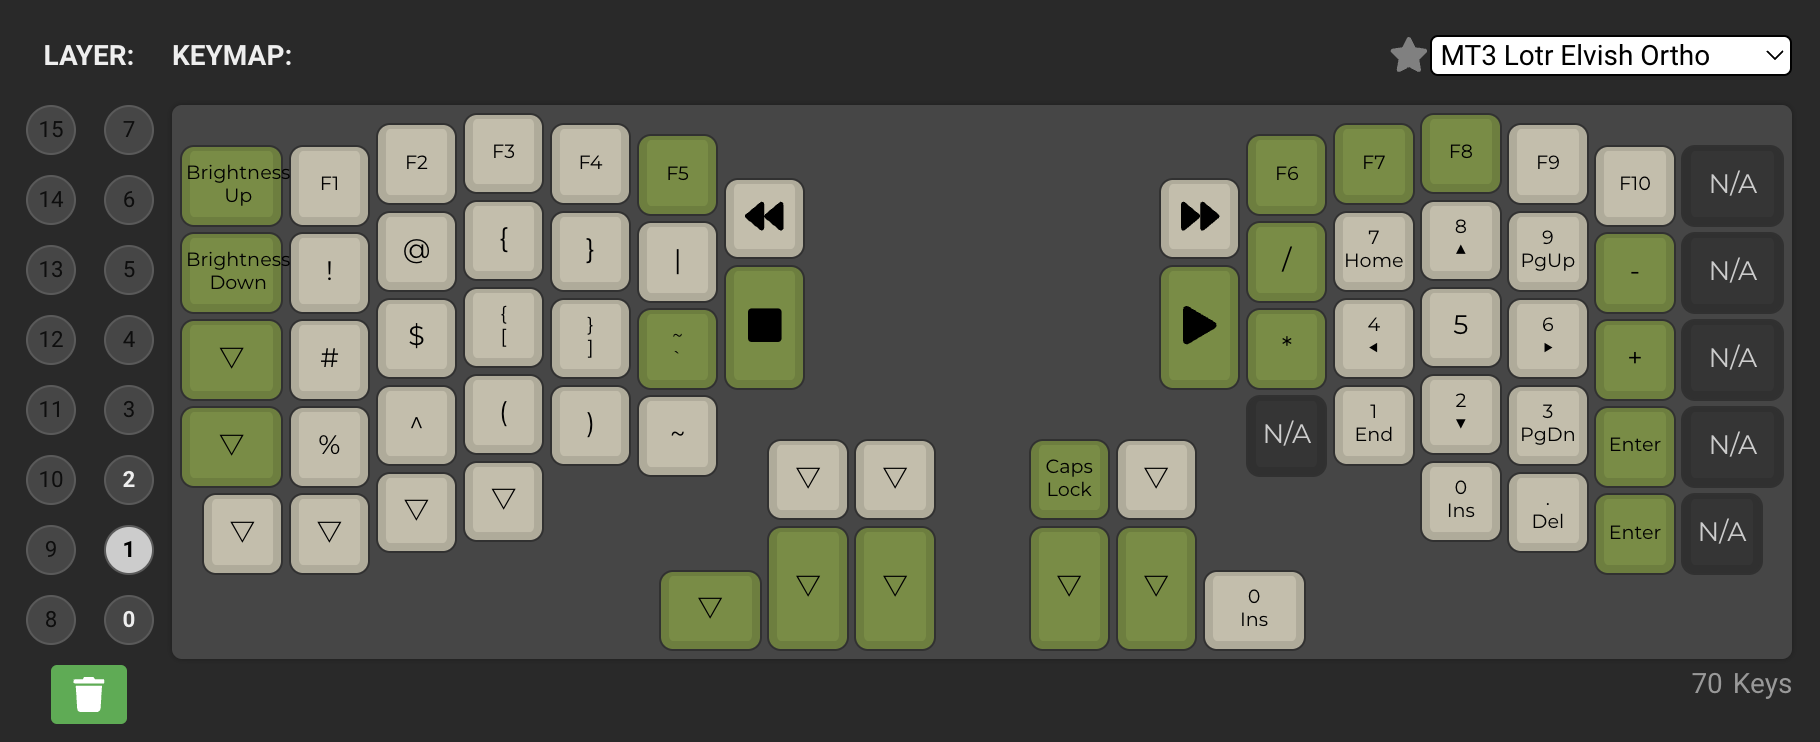 LAYER: KEYMAP: MT3 Lotr Elvish Ortho
15 7
14 6
13 5
12 4
11 3
10 2
9 1
8 0
Brightness
Up
F1
F2
F3
F4
F5
Brightness
Down
!
@
{
}
|
#
$
{
[
}
]
~
`
%
^
(
)
~
F6
F7
F8
F9
F10
N/A
/
7
Home
8
▲
9
PgUp
-
N/A
*
4
◄
5
6
►
+
N/A
N/A
1
End
2
▼
3
PgDn
Enter
N/A
Caps
Lock
0
Ins
.
Del
Enter
N/A
0
Ins
70 Keys